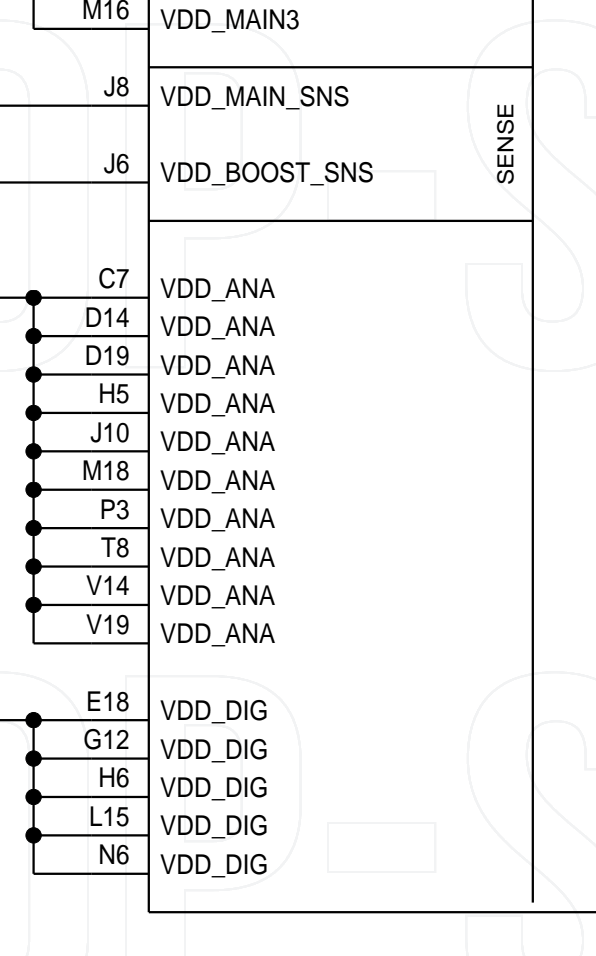 M16 VDD_MAIN3
J8 VDD_MAIN_SNS
SENSE
J6 VDD_BOOST_SNS
C7 VDD_ANA
D14 VDD_ANA
D19 VDD_ANA
H5 VDD_ANA
J10 VDD_ANA
M18 VDD_ANA
P3 VDD_ANA
T8 VDD_ANA
V14 VDD_ANA
V19 VDD_ANA
E18 VDD_DIG
G12 VDD_DIG
H6 VDD_DIG
L15 VDD_DIG
N6 VDD_DIG